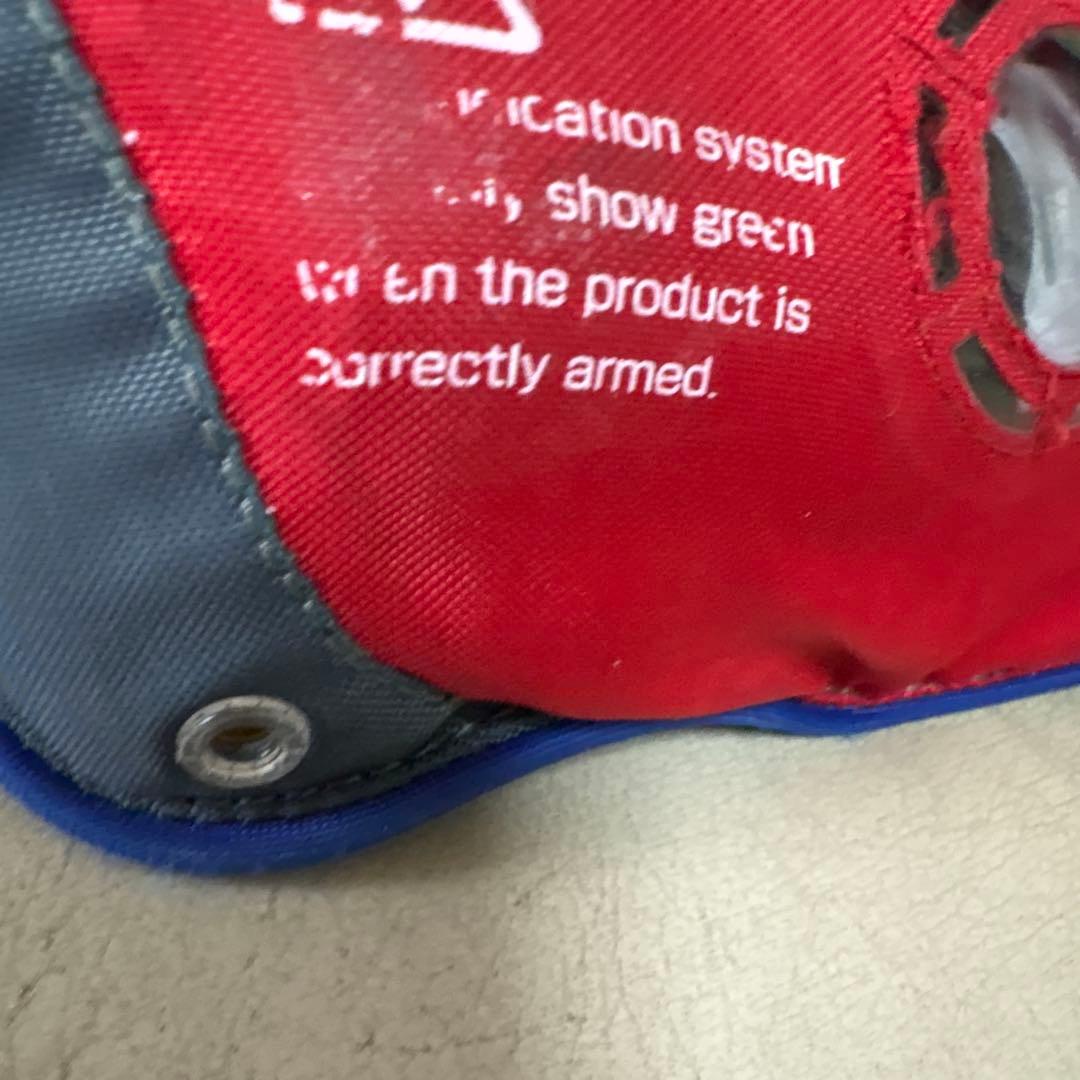 system
show green
the product is
correctly armed.